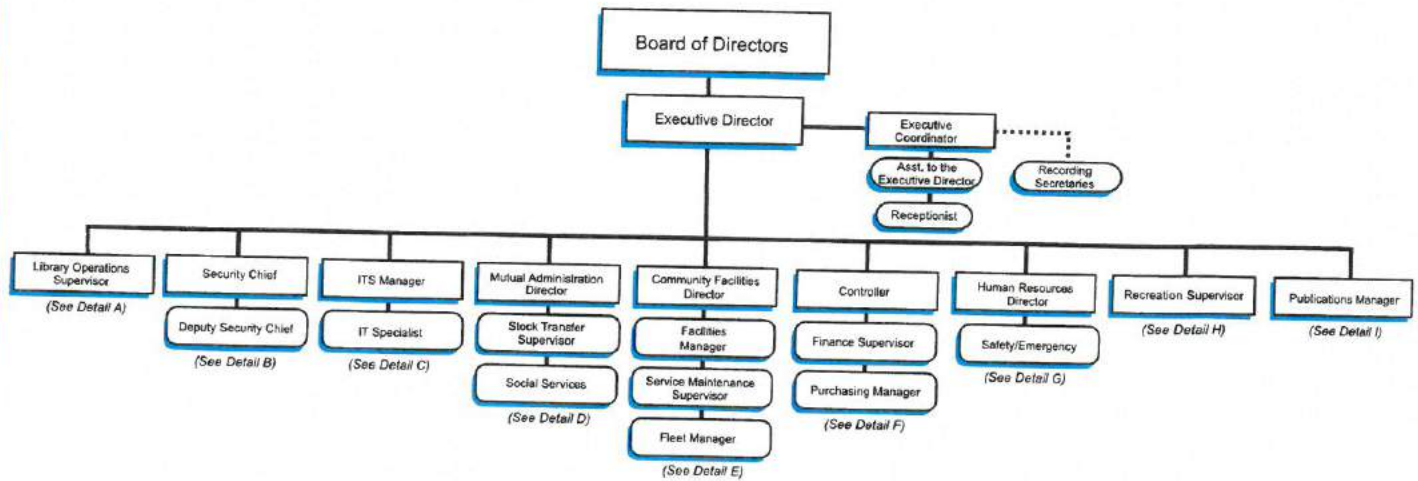 Board of Directors
Executive Director
Executive
Coordinator
Asst. to the
Executive Director
Recording
Secretaries
Receptionist
Library Operations
Supervisor
(See Detail A)
Security Chief
Deputy Security Chief
(See Detail B)
ITS Manager
IT Specialist
(See Detail C)
Mutual Administration
Director
Stock Transfer
Supervisor
Social Services
(See Detail D)
Community Facilities
Director
Facilities
Manager
Service Maintenance
Supervisor
Fleet Manager
(See Detail E)
Controller
Finance Supervisor
Purchasing Manager
(See Detail F)
Human Resources
Director
Safety/Emergency
(See Detail G)
Recreation Supervisor
(See Detail H)
Publications Manager
(See Detail I)